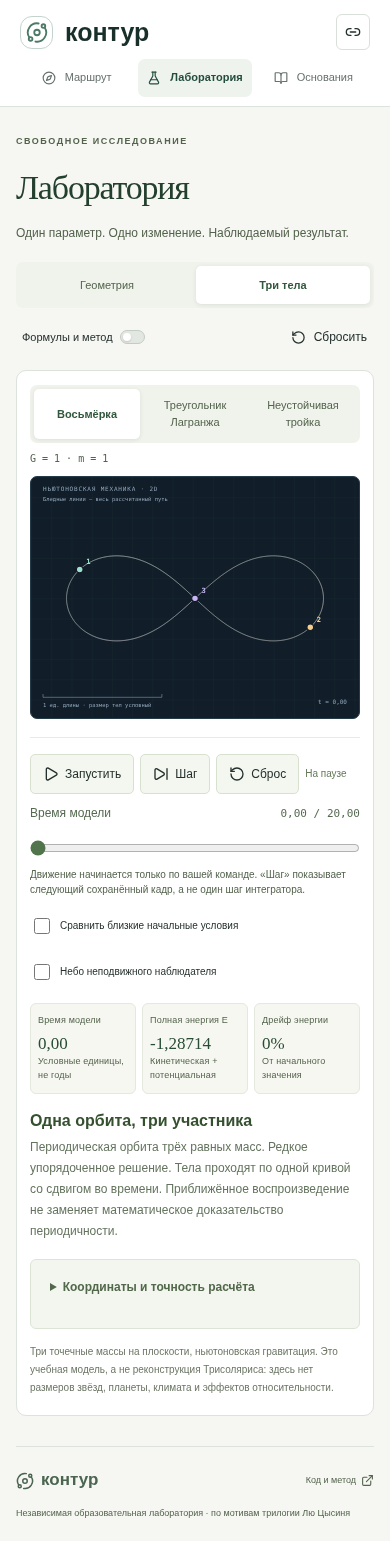 контур
Маршрут
Лаборатория
Основания
СВОБОДНОЕ ИССЛЕДОВАНИЕ
Лаборатория
Один параметр. Одно изменение. Наблюдаемый результат.
Геометрия
Три тела
Формулы и метод
Сбросить
Восьмёрка
Треугольник
Лагранжа
Неустойчивая
тройка
G = 1 · m = 1
НЬЮТОНОВСКАЯ МЕХАНИКА · 2D
Бледные линии — весь рассчитанный путь
1
3
2
1 ед. длины · размер тел условный
t = 0,00
Запустить
Шаг
Сброс
На паузе
Время модели
0,00 / 20,00
Движение начинается только по вашей команде. «Шаг» показывает
следующий сохранённый кадр, а не один шаг интегратора.
Сравнить близкие начальные условия
Небо неподвижного наблюдателя
Время модели
0,00
Условные единицы,
не годы
Полная энергия E
-1,28714
Кинетическая +
потенциальная
Дрейф энергии
0%
От начального
значения
Одна орбита, три участника
Периодическая орбита трёх равных масс. Редкое
упорядоченное решение. Тела проходят по одной кривой
со сдвигом во времени. Приближённое воспроизведение
не заменяет математическое доказательство
периодичности.
Координаты и точность расчёта
Три точечные массы на плоскости, ньютоновская гравитация. Это
учебная модель, а не реконструкция Трисоляриса: здесь нет
размеров звёзд, планеты, климата и эффектов относительности.
контур
Код и метод
Независимая образовательная лаборатория · по мотивам трилогии Лю Цысиня